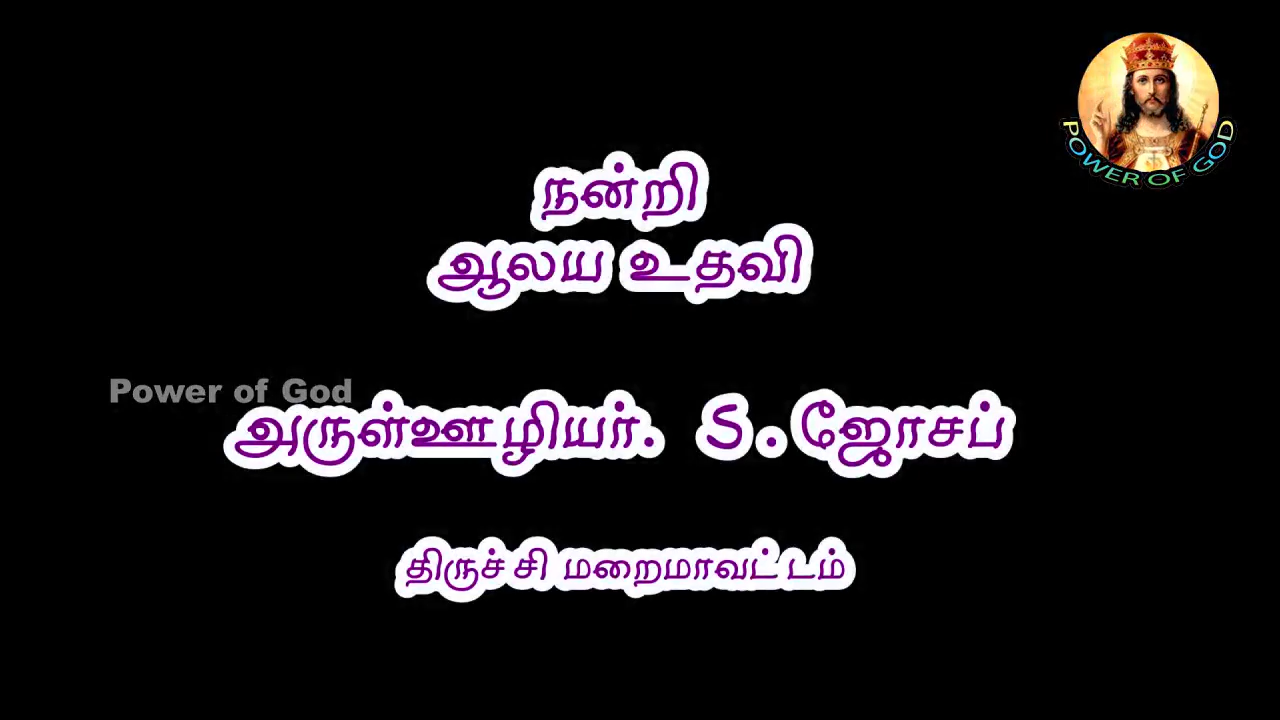 POWER OF GOD
நன்றி
ஆலய உதவி
Power of God
அருள்ஊழியர். S.ஜோசப்
திருச்சி மறைமாவட்டம்